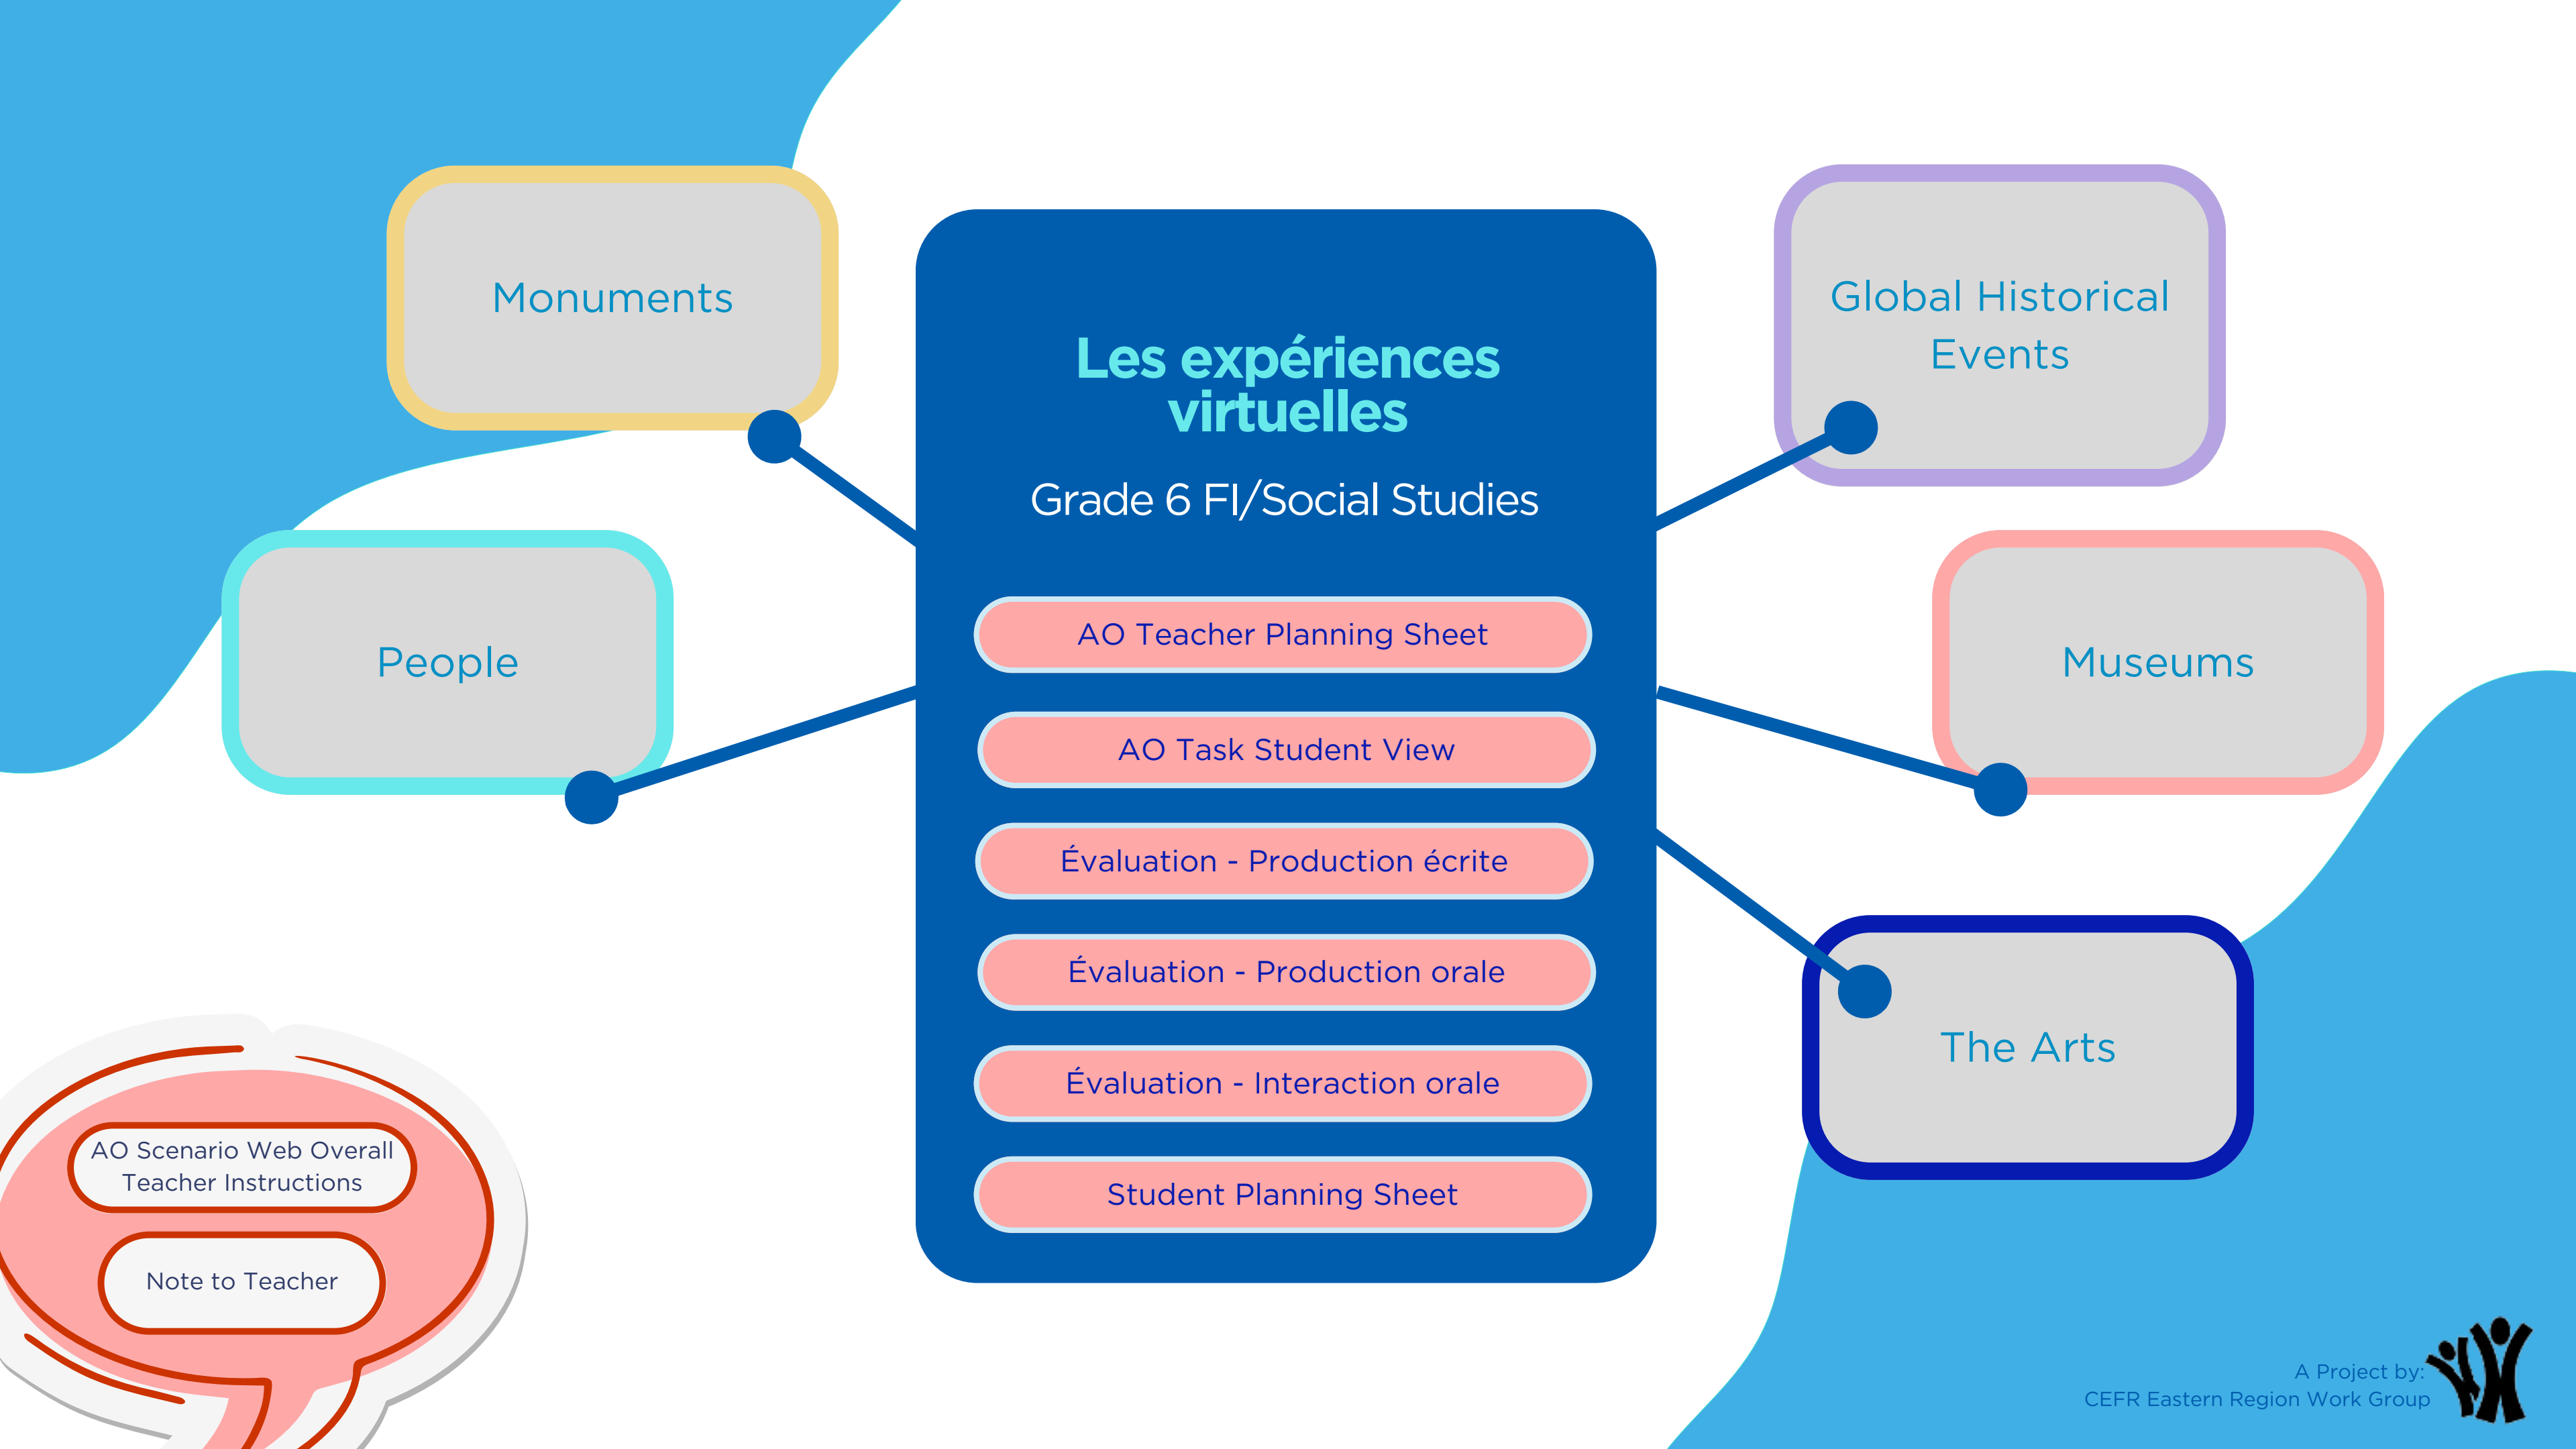 Monuments
People
Les expériences
virtuelles
Grade 6 FI/Social Studies
AO Teacher Planning Sheet
AO Task Student View
Évaluation - Production écrite
Évaluation - Production orale
Évaluation - Interaction orale
Student Planning Sheet
Global Historical
Events
Museums
The Arts
AO Scenario Web Overall
Teacher Instructions
Note to Teacher
A Project by:
CEFR Eastern Region Work Group